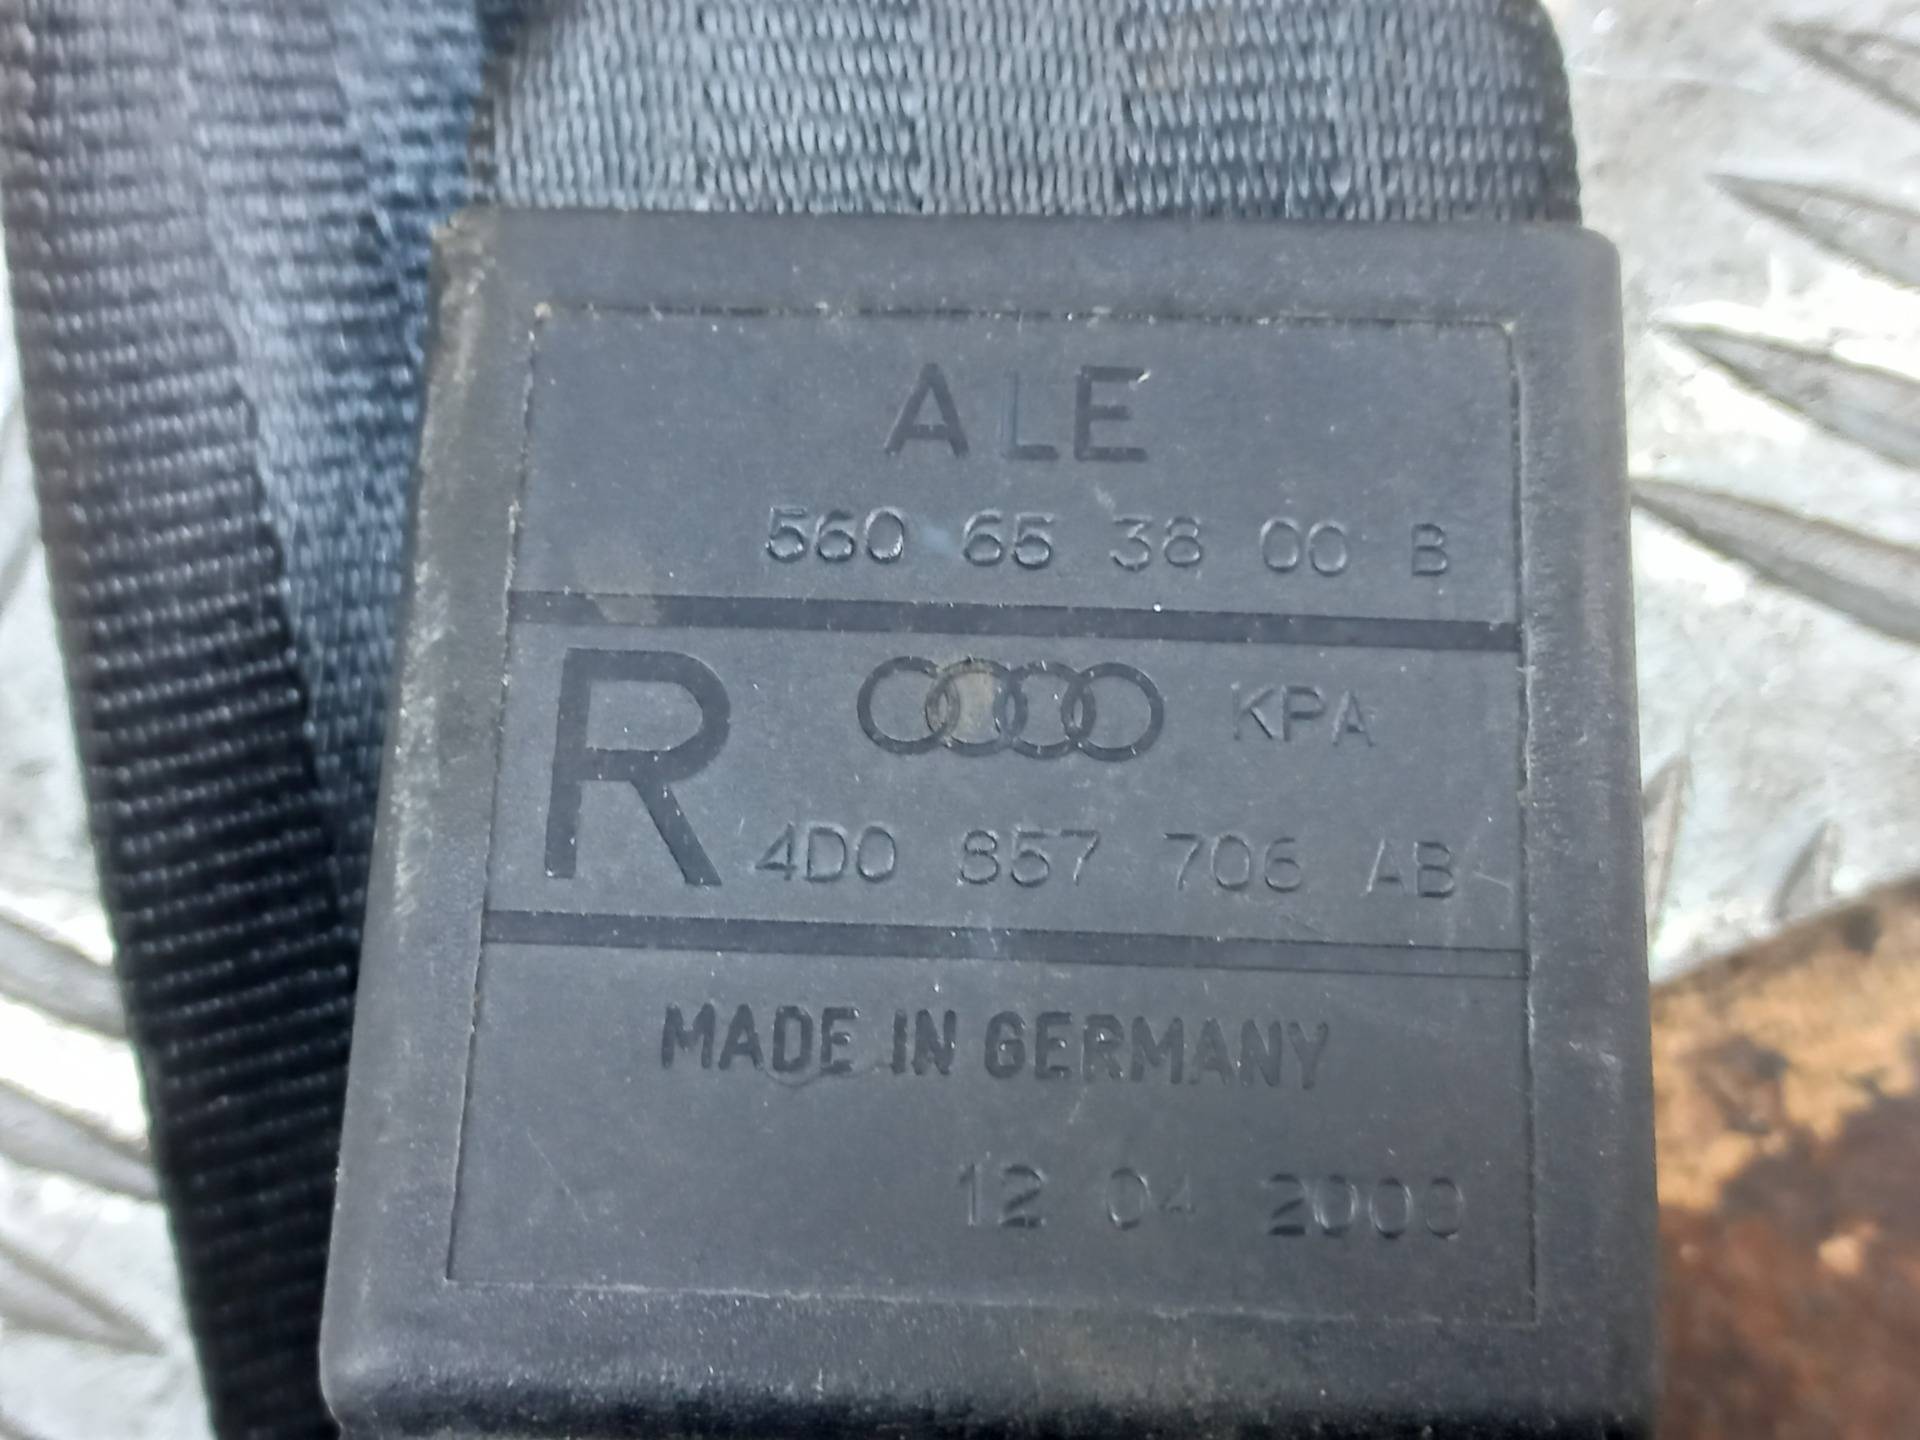 ALE
560 65 38 00 B
R KPA
4D0 857 706 AB
MADE IN GERMANY
12 04 2000